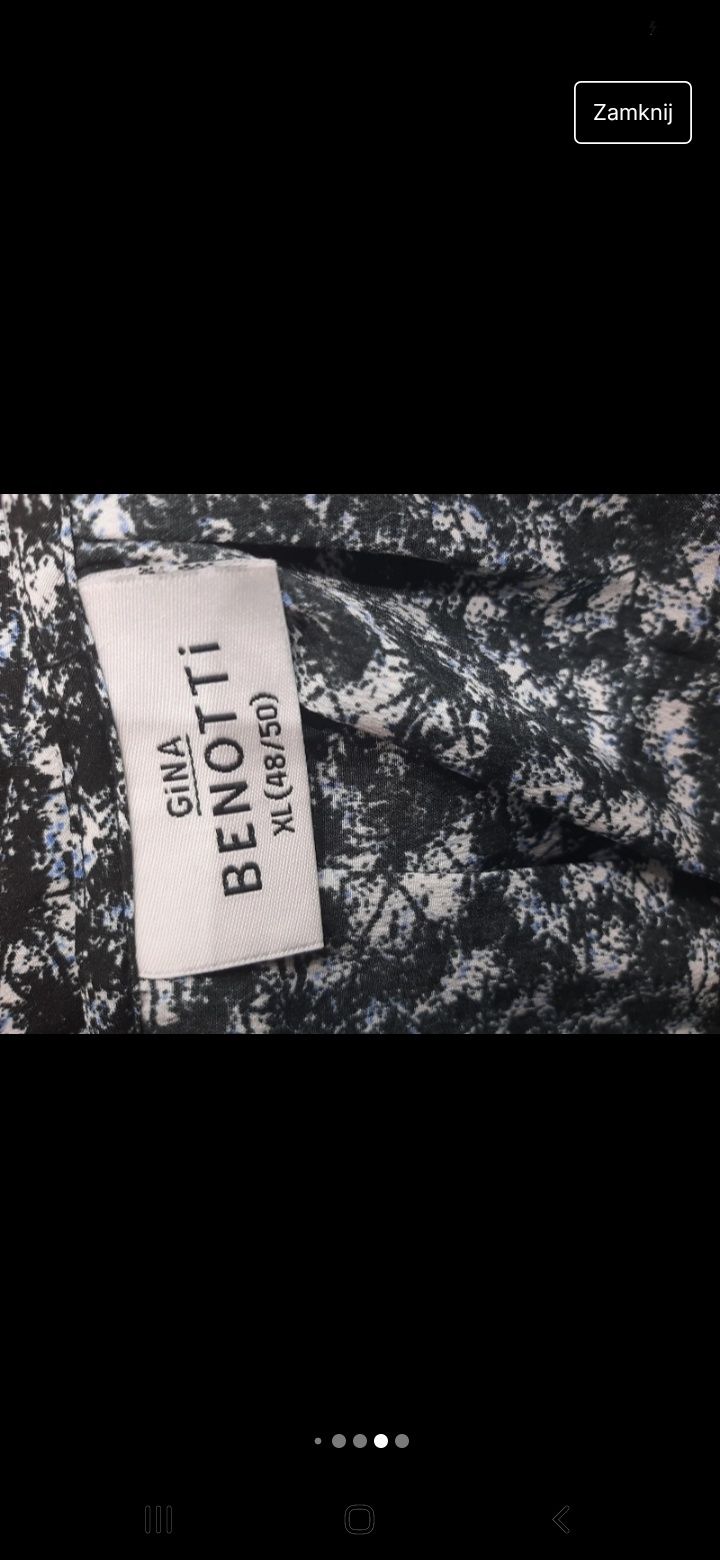 Zamknij
GiNA
BENOTTi
XL(48/50)